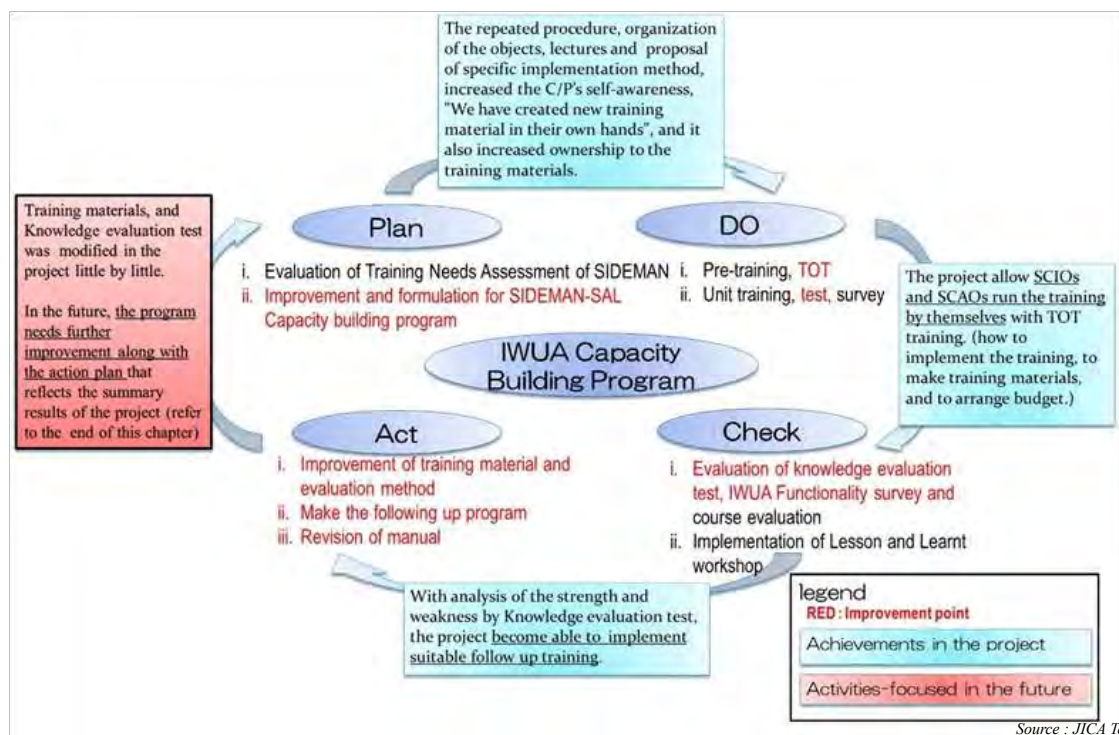 The repeated procedure, organization
of the objects, lectures and proposal
of specific implementation method,
increased the C/P's self-awareness,
"We have created new training
material in their own hands", and it
also increased ownership to the
training materials.
Training materials, and
Knowledge evaluation test
was modified in the
project little by little.
In the future, the program
needs further
improvement along with
the action plan that
reflects the summary
results of the project (refer
to the end of this chapter)
Plan
i. Evaluation of Training Needs Assessment of SIDEMAN
ii. Improvement and formulation for SIDEMAN-SAL
Capacity building program
DO
i. Pre-training, TOT
ii. Unit training, test, survey
The project allow SCIOs
and SCAOs run the training
by themselves with TOT
training. (how to
implement the training, to
make training materials,
and to arrange budget.)
IWUA Capacity
Building Program
Act
i. Improvement of training material and
evaluation method
ii. Make the following up program
iii. Revision of manual
Check
i. Evaluation of knowledge evaluation
test, IWUA Functionality survey and
course evaluation
ii. Implementation of Lesson and Learnt
workshop
With analysis of the strength and
weakness by Knowledge evaluation test,
the project become able to implement
suitable follow up training.
legend
RED : Improvement point
Achievements in the project
Activities-focused in the future
Source : JICA T